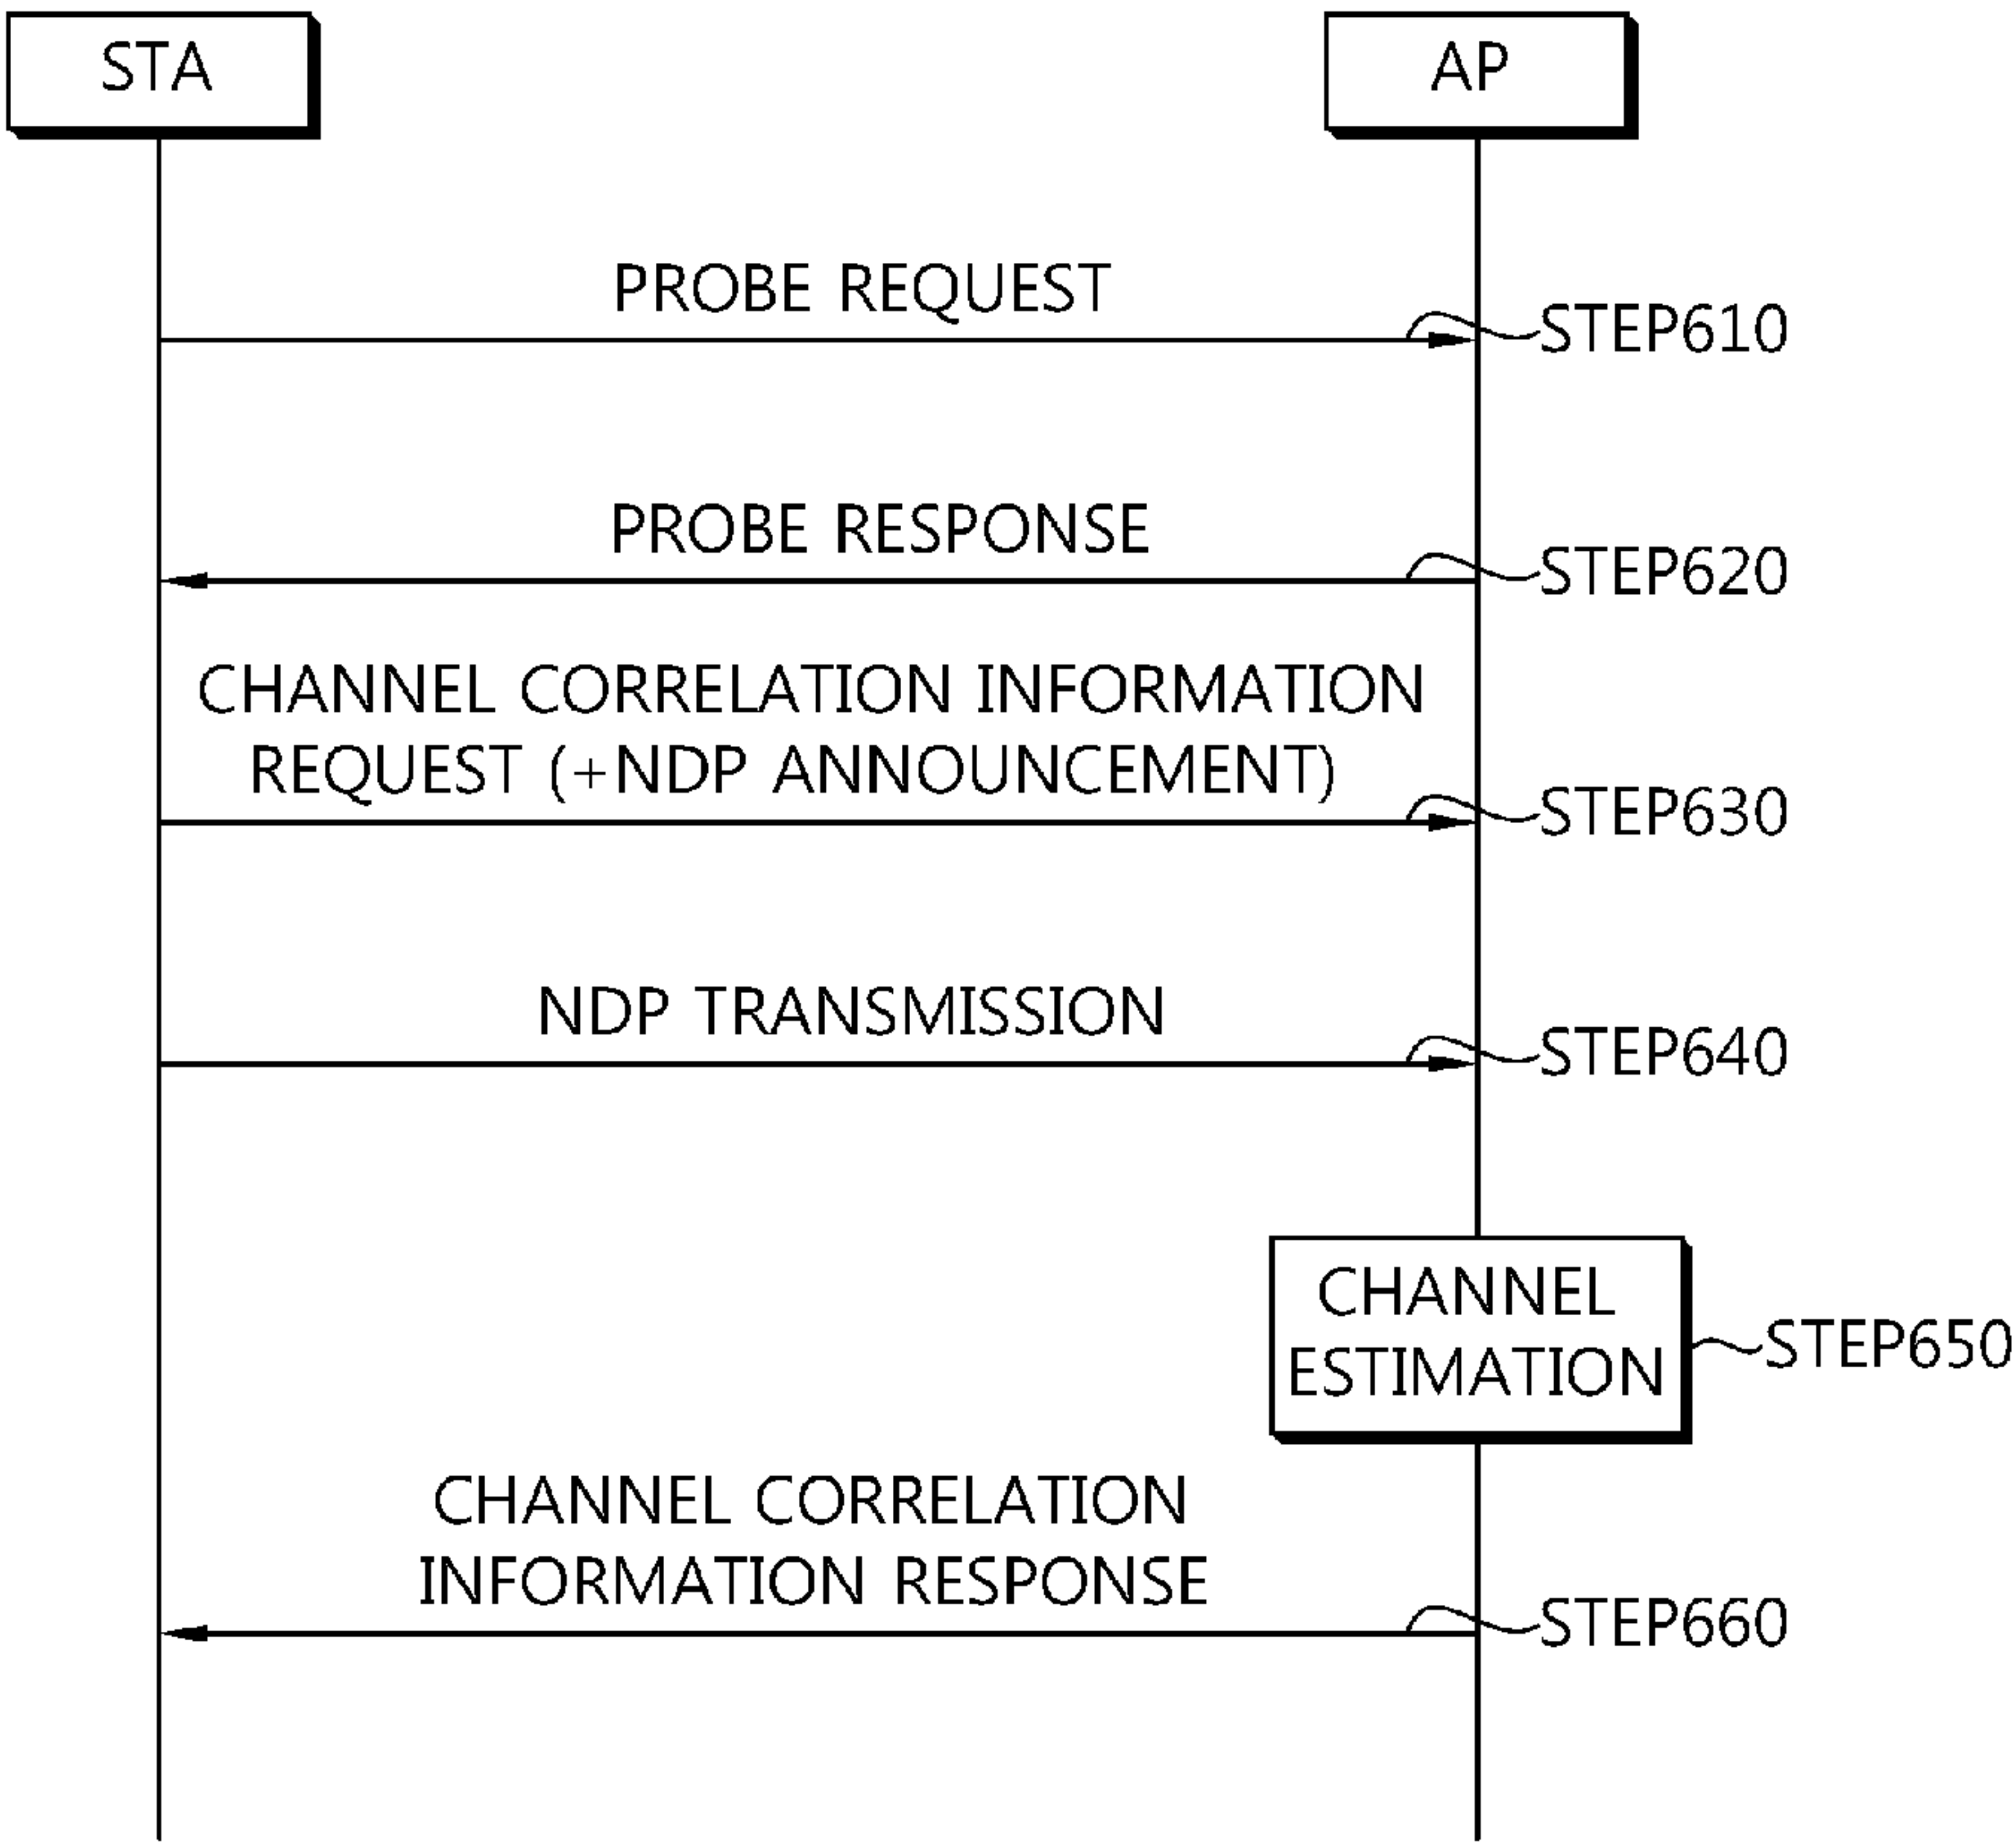 STA
AP
PROBE REQUEST
STEP610
PROBE RESPONSE
STEP620
CHANNEL CORRELATION INFORMATION
REQUEST (+NDP ANNOUNCEMENT)
STEP630
NDP TRANSMISSION
STEP640
CHANNEL
ESTIMATION
STEP650
CHANNEL CORRELATION
INFORMATION RESPONSE
STEP660